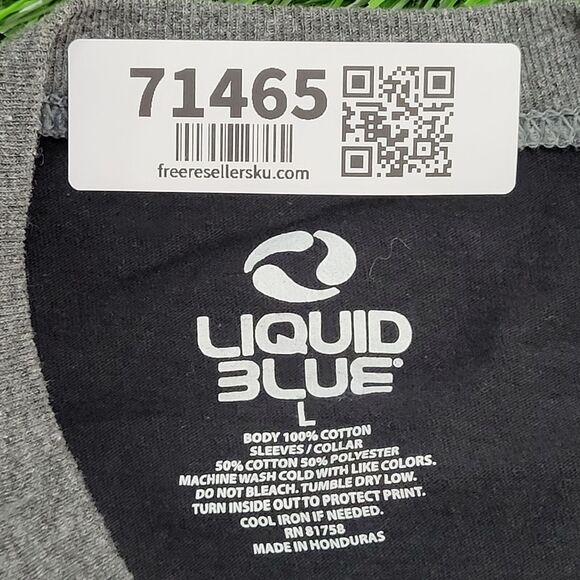 71465
freeresellersku.com
LIQUID
BLUE
L
BODY 100% COTTON
SLEEVES / COLLAR
50% COTTON 50% POLYESTER
MACHINE WASH COLD WITH LIKE COLORS.
DO NOT BLEACH. TUMBLE DRY LOW.
TURN INSIDE OUT TO PROTECT PRINT.
COOL IRON IF NEEDED.
RN 81758
MADE IN HONDURAS